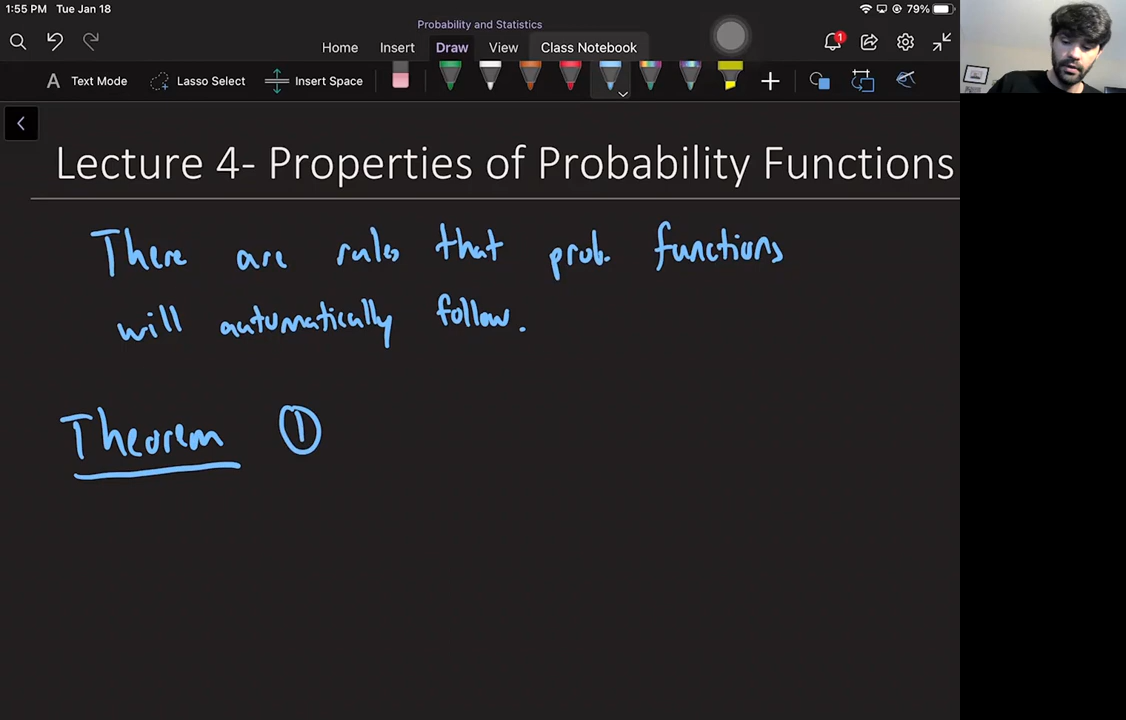 1:55 PM Tue Jan 18
79%
Probability and Statistics
Home Insert Draw View Class Notebook
1
A Text Mode Lasso Select Insert Space
Lecture 4- Properties of Probability Functions
There are rules that prob. functions
will automatically follow.
Theorem ①